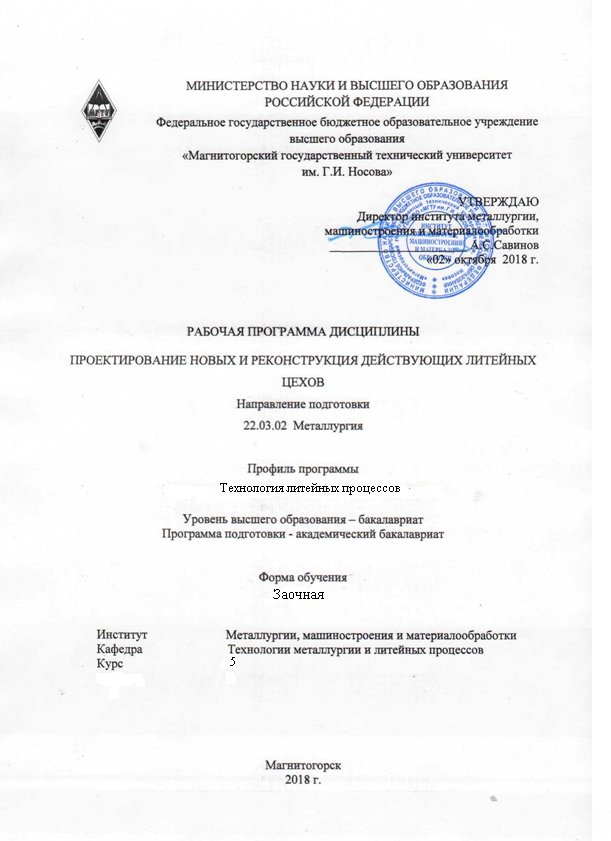 МИНИСТЕРСТВО НАУКИ И ВЫСШЕГО ОБРАЗОВАНИЯ
РОССИЙСКОЙ ФЕДЕРАЦИИ
Федеральное государственное бюджетное образовательное учреждение
высшего образования
«Магнитогорский государственный технический университет
им. Г.И. Носова»
УТВЕРЖДАЮ
Директор института металлургии,
машиностроения и материалообработки
А.С.Савинов
«02» октября 2018 г.
РАБОЧАЯ ПРОГРАММА ДИСЦИПЛИНЫ
ПРОЕКТИРОВАНИЕ НОВЫХ И РЕКОНСТРУКЦИЯ ДЕЙСТВУЮЩИХ ЛИТЕЙНЫХ
ЦЕХОВ
Направление подготовки
22.03.02 Металлургия
Профиль программы
Технология литейных процессов
Уровень высшего образования – бакалавриат
Программа подготовки - академический бакалавриат
Форма обучения
Заочная
Институт Металлургии, машиностроения и материалообработки
Кафедра Технологии металлургии и литейных процессов
Курс 5
Магнитогорск
2018 г.